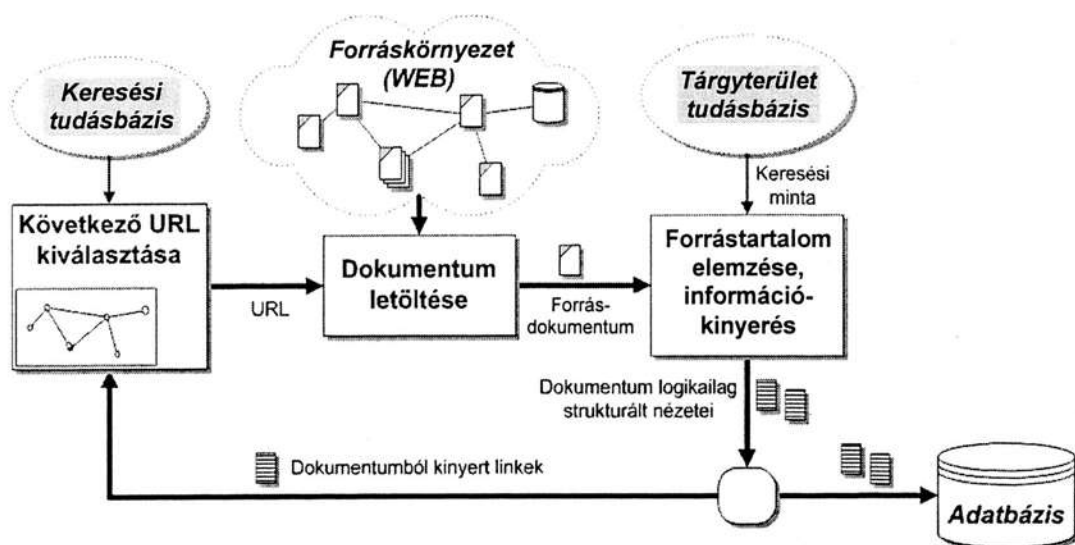 Forráskörnyezet
(WEB)
Keresési
tudásbázis
Tárgyterület
tudásbázis
Keresési
minta
Következő URL
kiválasztása
Dokumentum
letöltése
Forrástartalom
elemzése,
információ-
kinyerés
URL
Forrás-
dokumentum
Dokumentum logikailag
strukturált nézetei
Dokumentumból kinyert linkek
Adatbázis